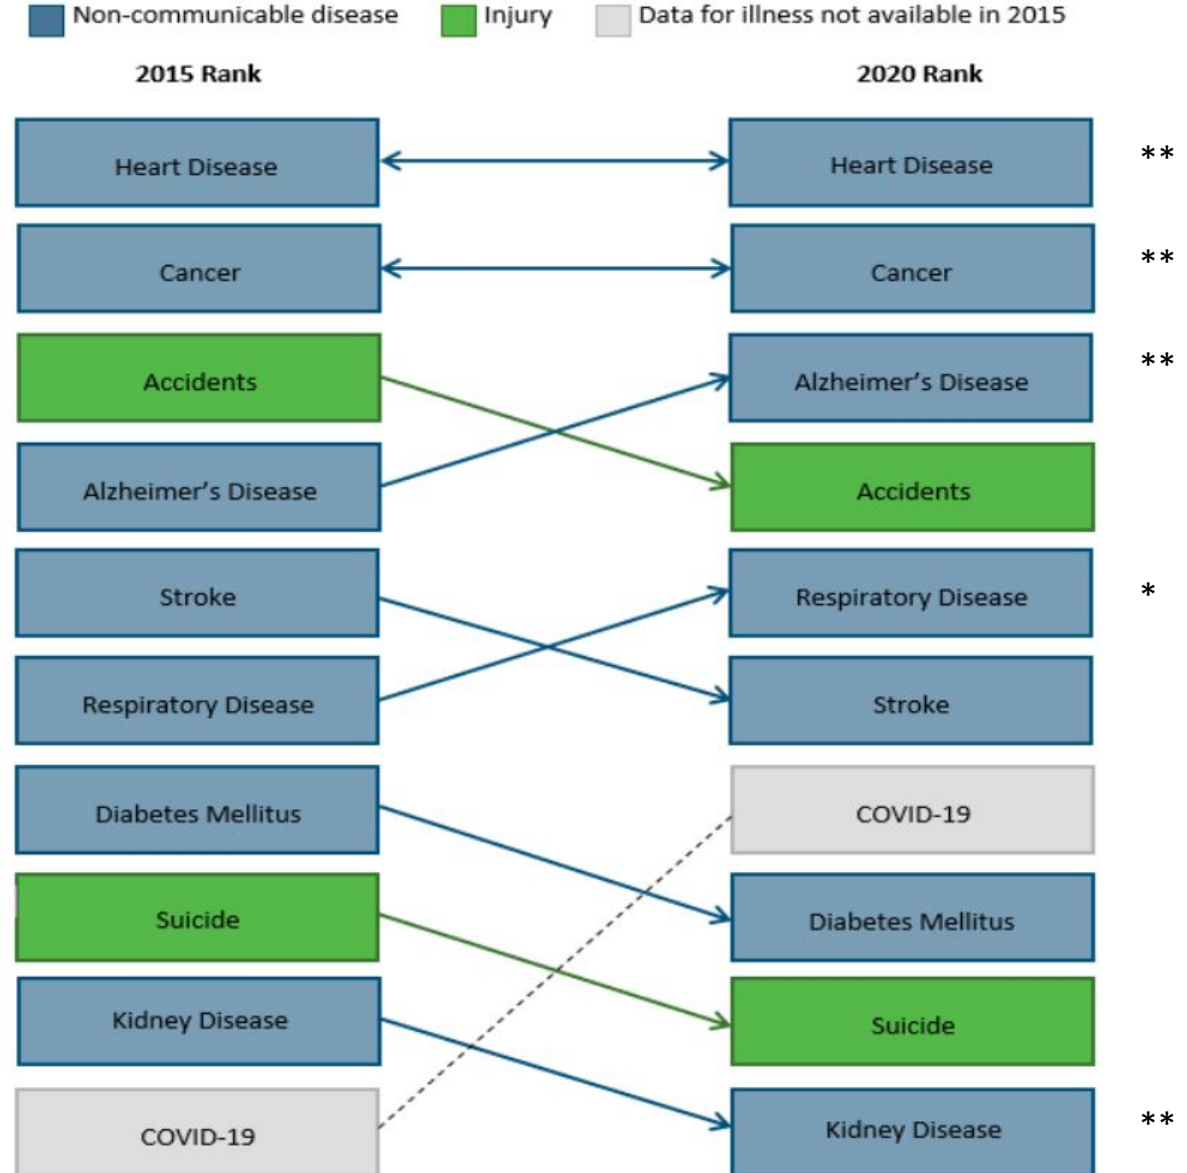 Non-communicable disease Injury Data for illness not available in 2015
2015 Rank 2020 Rank
Heart Disease Heart Disease **
Cancer Cancer **
Accidents Alzheimer’s Disease **
Alzheimer’s Disease Accidents
Stroke Respiratory Disease *
Respiratory Disease Stroke
Diabetes Mellitus COVID-19
Suicide Diabetes Mellitus
Kidney Disease Suicide
COVID-19 Kidney Disease **